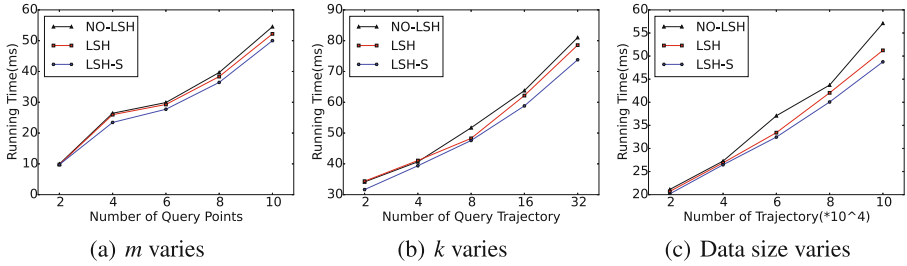 60
50
40
30
20
10
0
Running Time(ms)
NO-LSH
LSH
LSH-S
2 4 6 8 10
Number of Query Points
(a) m varies
90
80
70
60
50
40
30
Running Time(ms)
NO-LSH
LSH
LSH-S
2 4 8 16 32
Number of Query Trajectory
(b) k varies
60
55
50
45
40
35
30
25
20
Running Time(ms)
NO-LSH
LSH
LSH-S
2 4 6 8 10
Number of Trajectory(*10^4)
(c) Data size varies